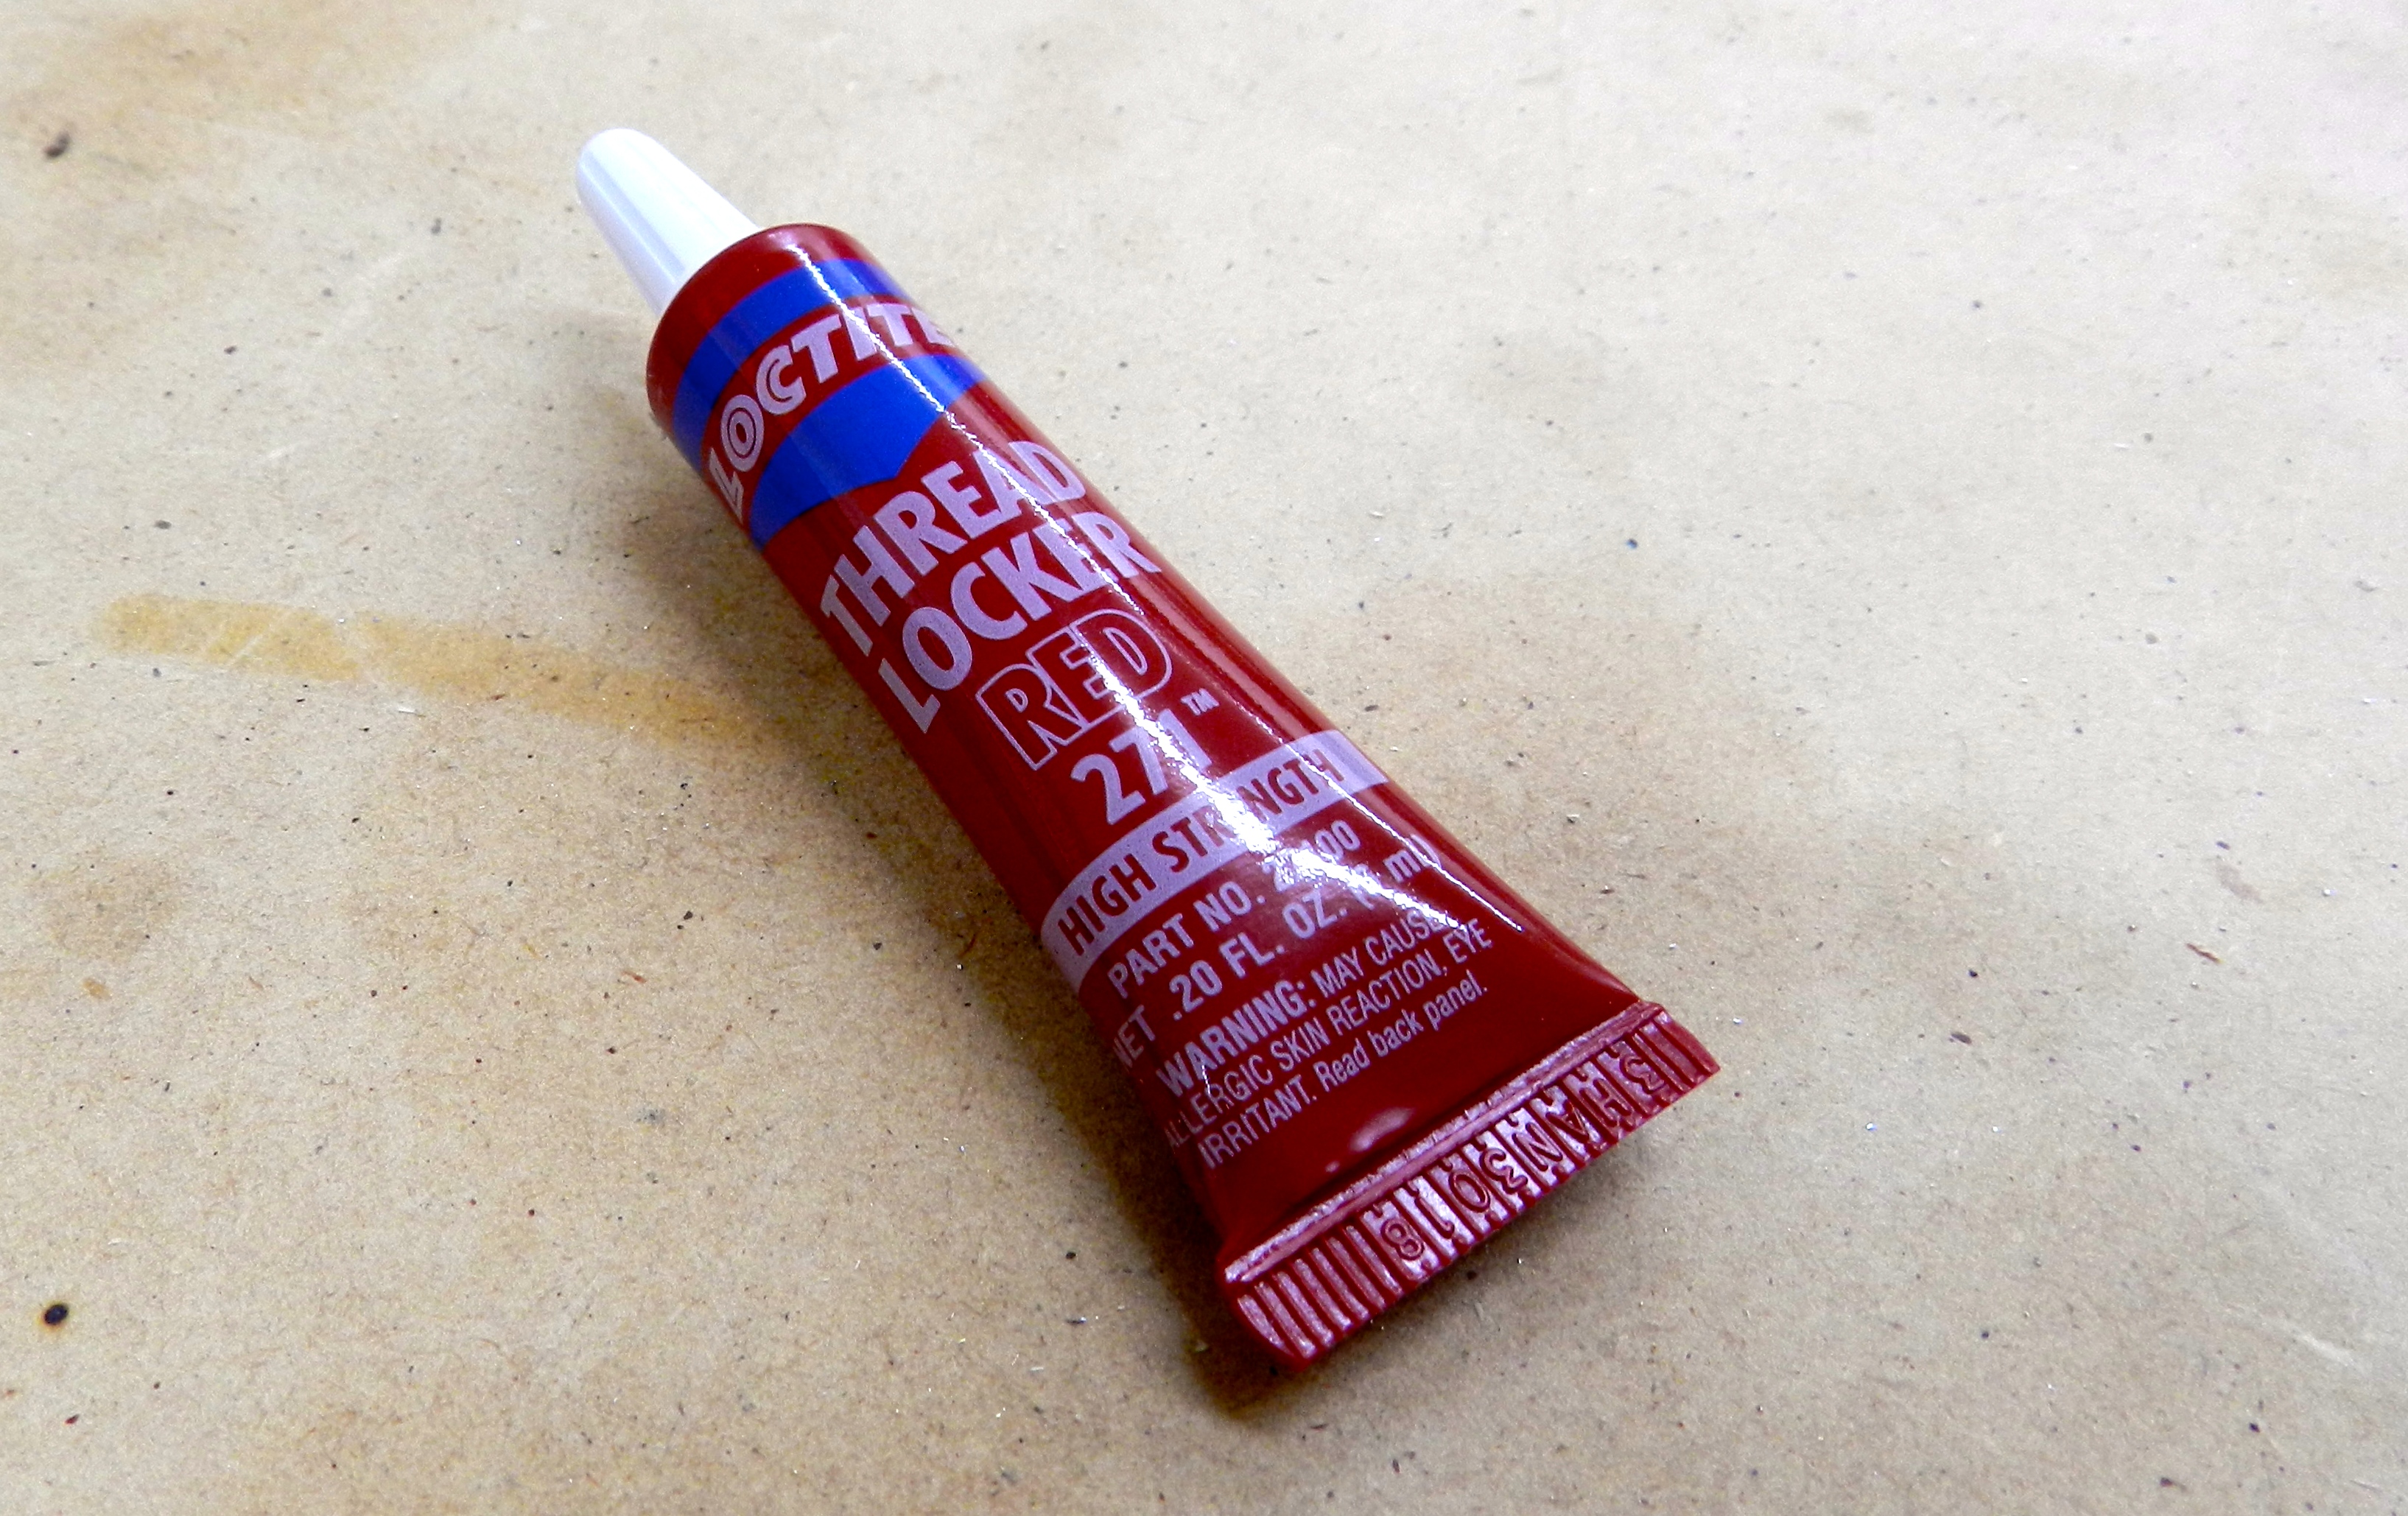 LOCTITE
THREAD
LOCKER
RED
271™
HIGH STRENGTH
PART NO.
NET .20 FL. OZ. ml
WARNING: MAY CAUSE
ALLERGIC SKIN REACTION, EYE
IRRITANT. Read back panel.